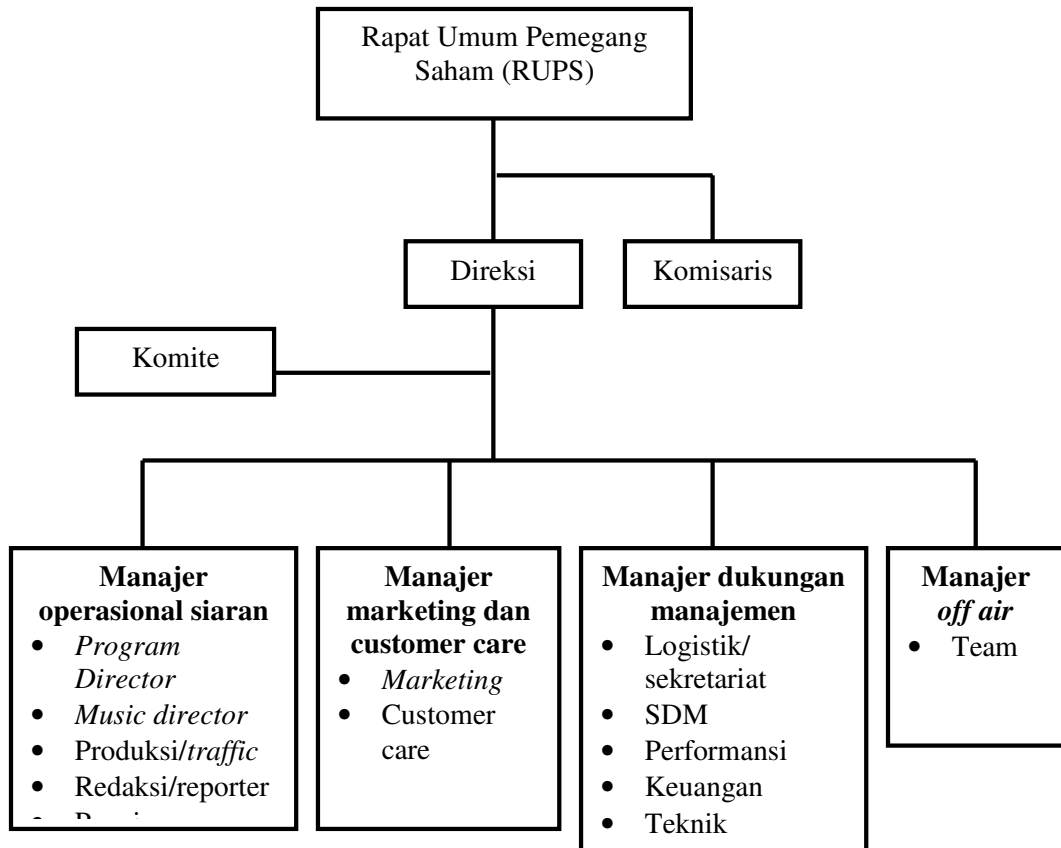 Rapat Umum Pemegang
Saham (RUPS)
Direksi
Komisaris
Komite
Manajer
operasional siaran
• Program
Director
• Music director
• Produksi/traffic
• Redaksi/reporter
Manajer
marketing dan
customer care
• Marketing
• Customer
care
Manajer dukungan
manajemen
• Logistik/
sekretariat
• SDM
• Performansi
• Keuangan
• Teknik
Manajer
off air
• Team